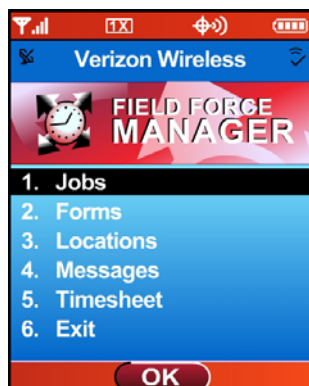 1X
Verizon Wireless
FIELD FORCE
MANAGER
1. Jobs
2. Forms
3. Locations
4. Messages
5. Timesheet
6. Exit
OK